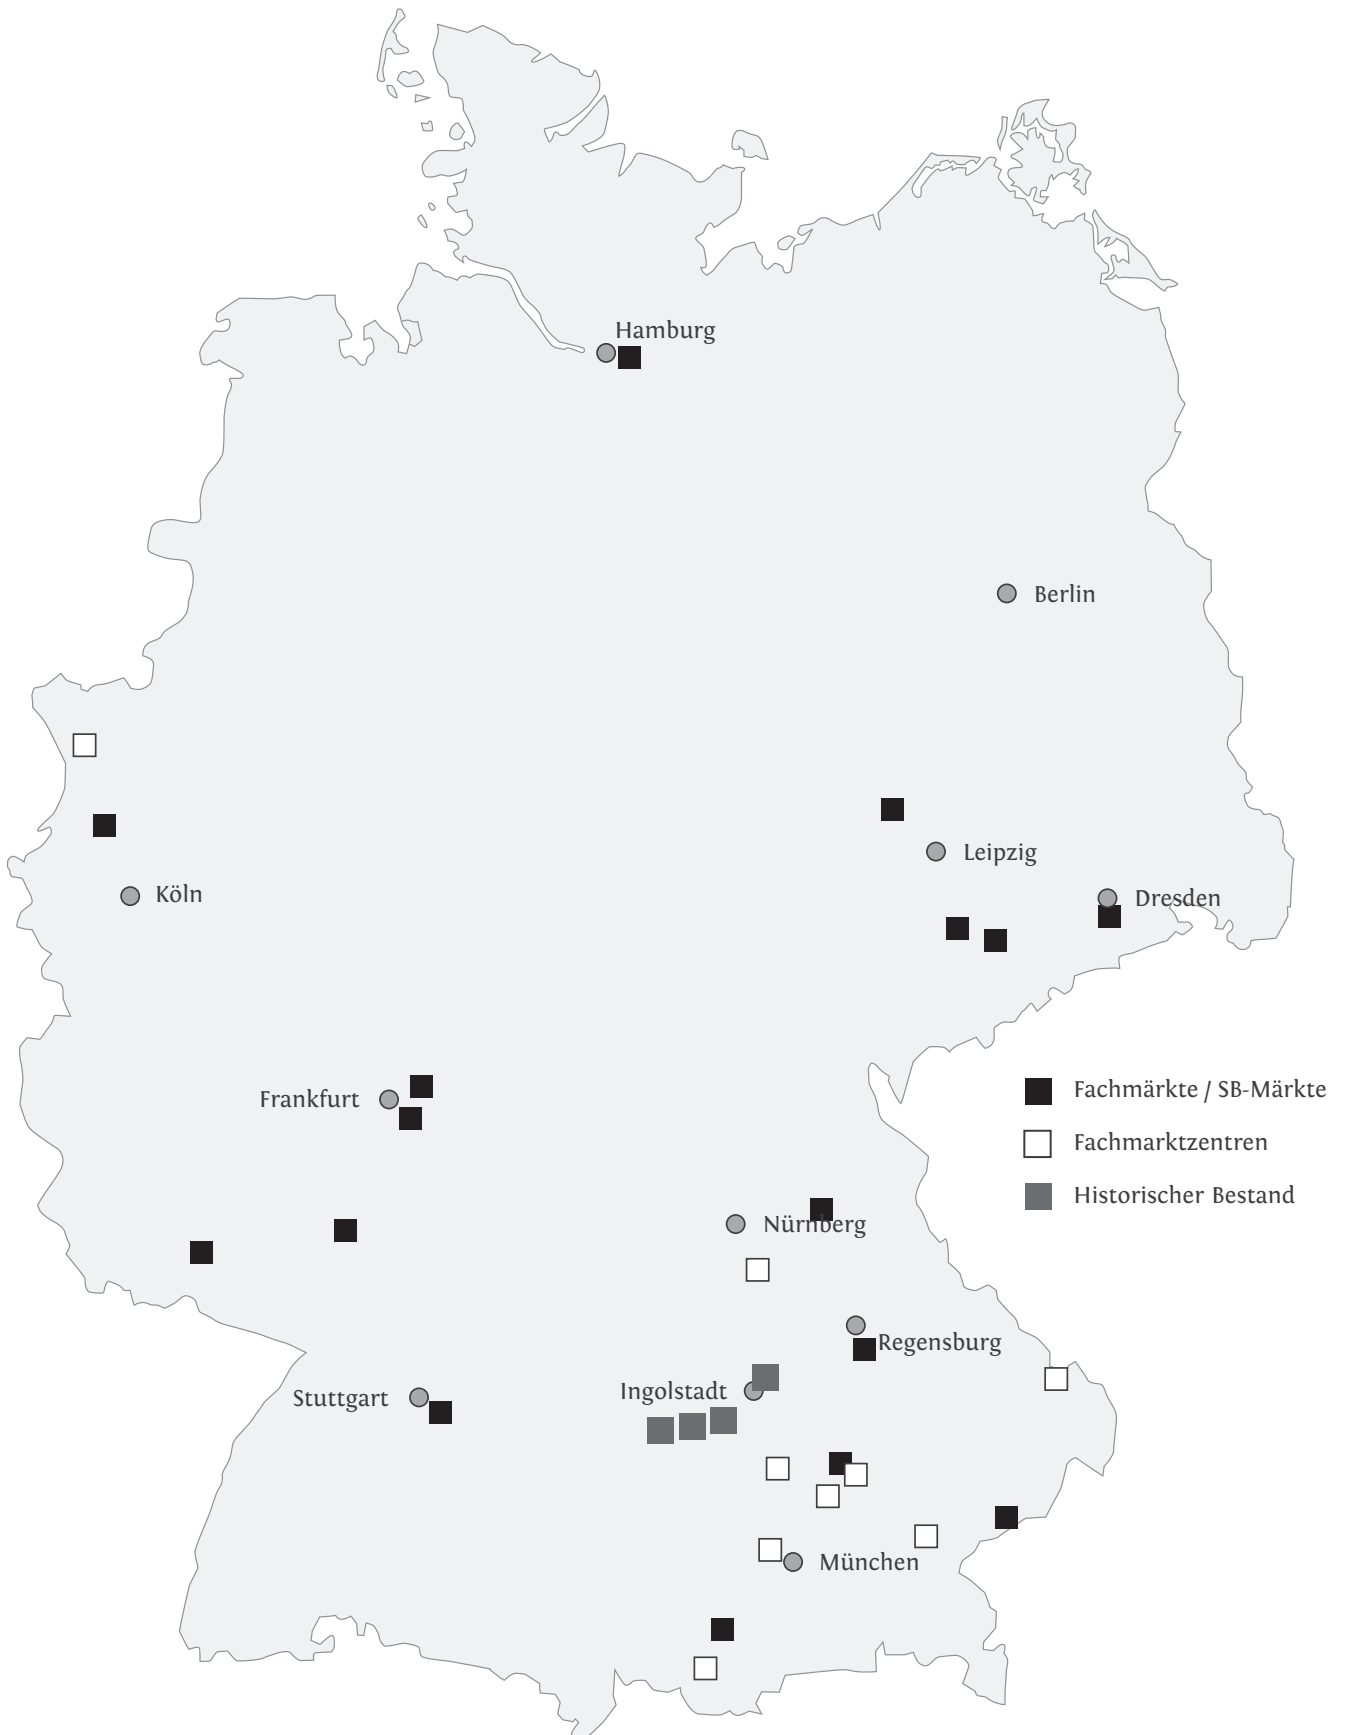 Hamburg
Berlin
Leipzig
Köln
Dresden
Frankfurt
Fachmärkte / SB-Märkte
Fachmarktzentren
Historischer Bestand
Nürnberg
Regensburg
Ingolstadt
Stuttgart
München